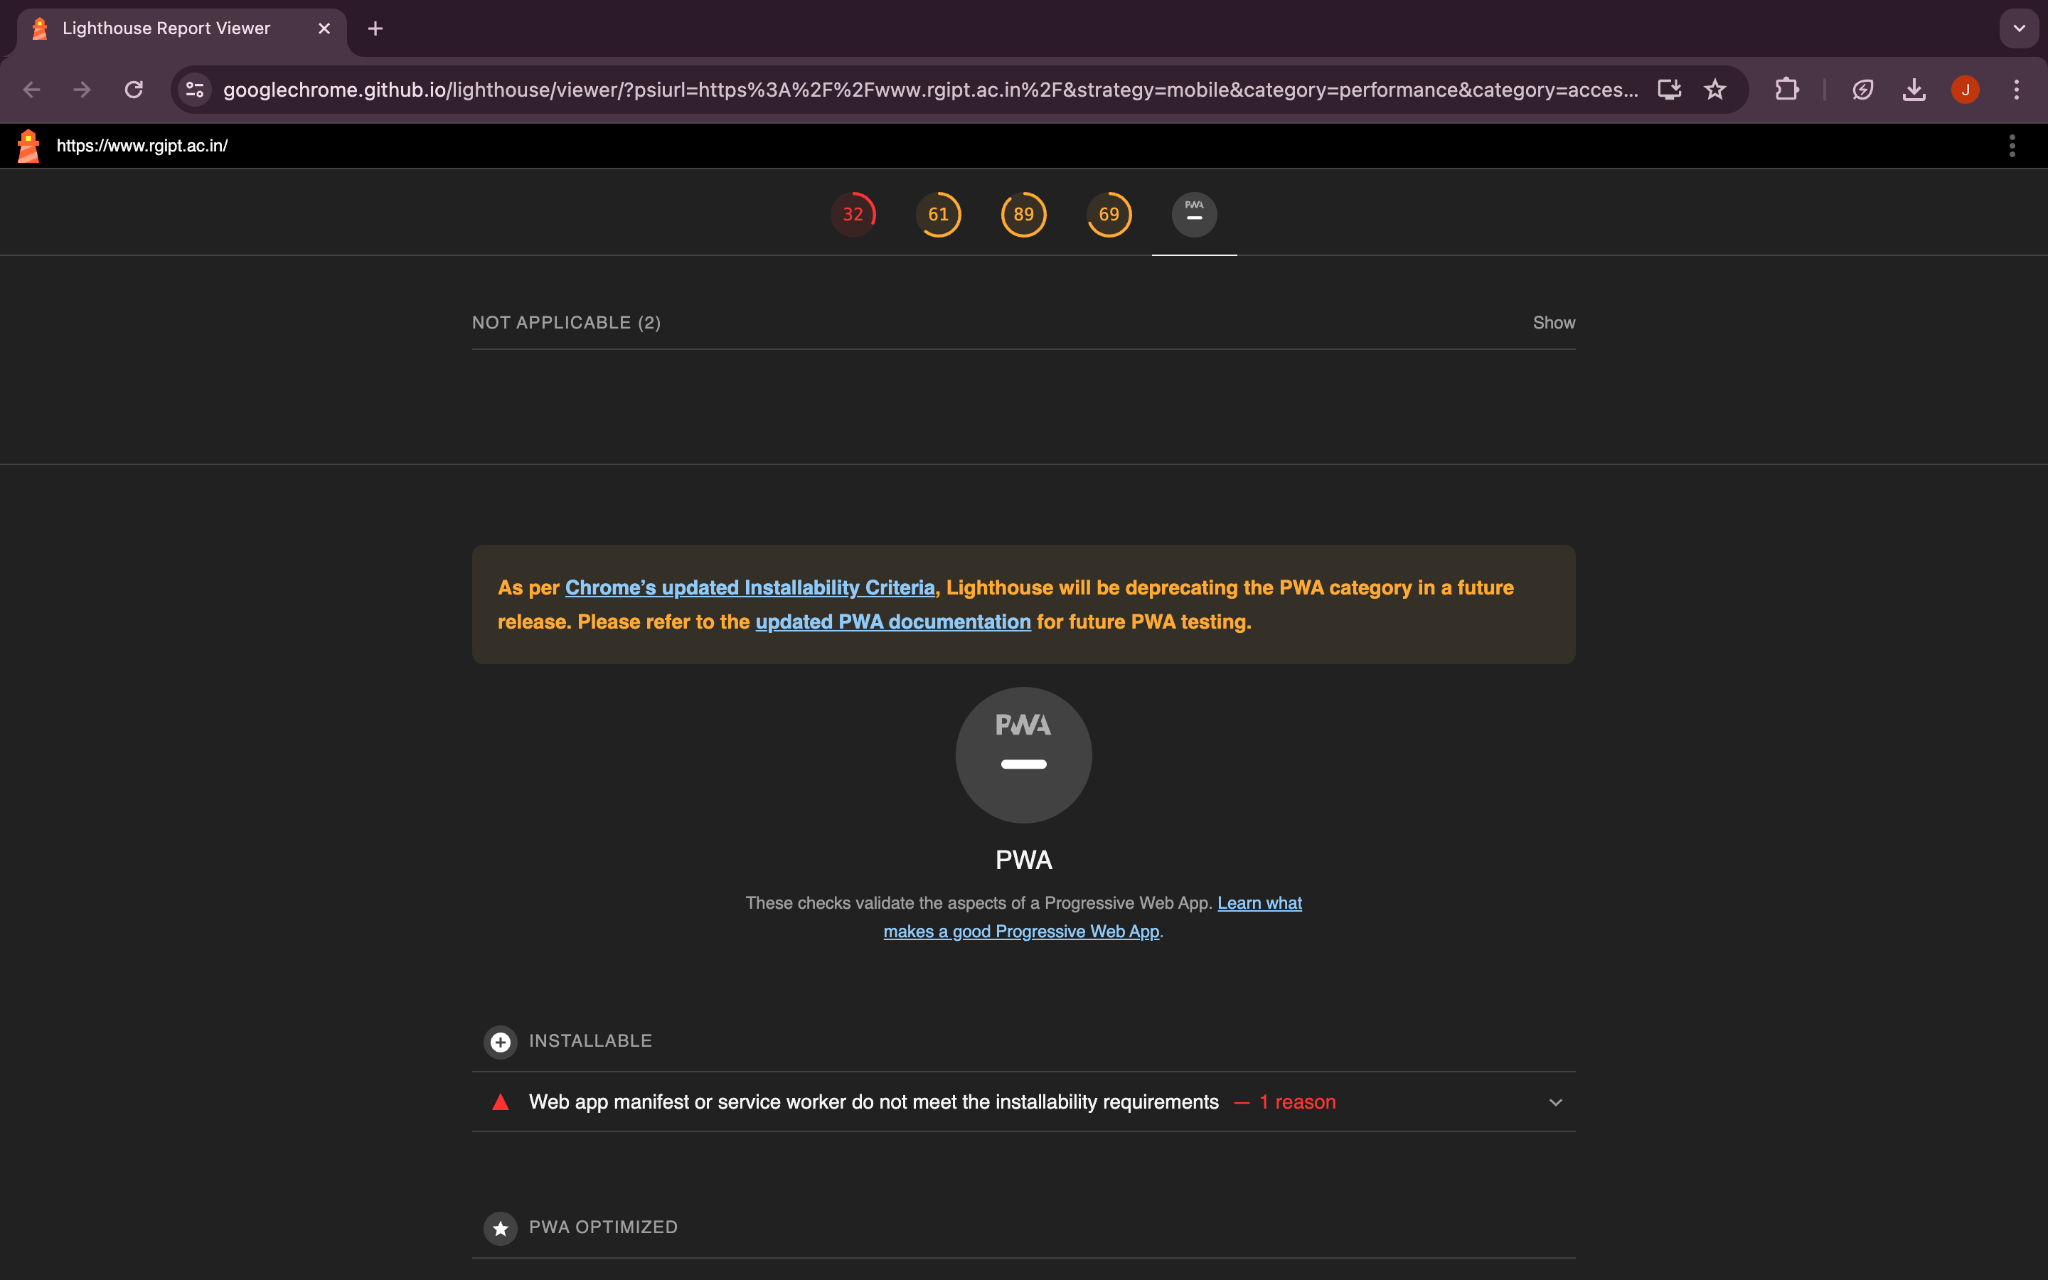 Lighthouse Report Viewer
googlechrome.github.io/lighthouse/viewer/?psiurl=https%3A%2F%2Fwww.rgipt.ac.in%2F&strategy=mobile&category=performance&category=acces...
J
https://www.rgipt.ac.in/
32 61 89 69 PWA
NOT APPLICABLE (2) Show
As per Chrome’s updated Installability Criteria, Lighthouse will be deprecating the PWA category in a future
release. Please refer to the updated PWA documentation for future PWA testing.
PWA
PWA
These checks validate the aspects of a Progressive Web App. Learn what
makes a good Progressive Web App.
INSTALLABLE
Web app manifest or service worker do not meet the installability requirements — 1 reason
PWA OPTIMIZED